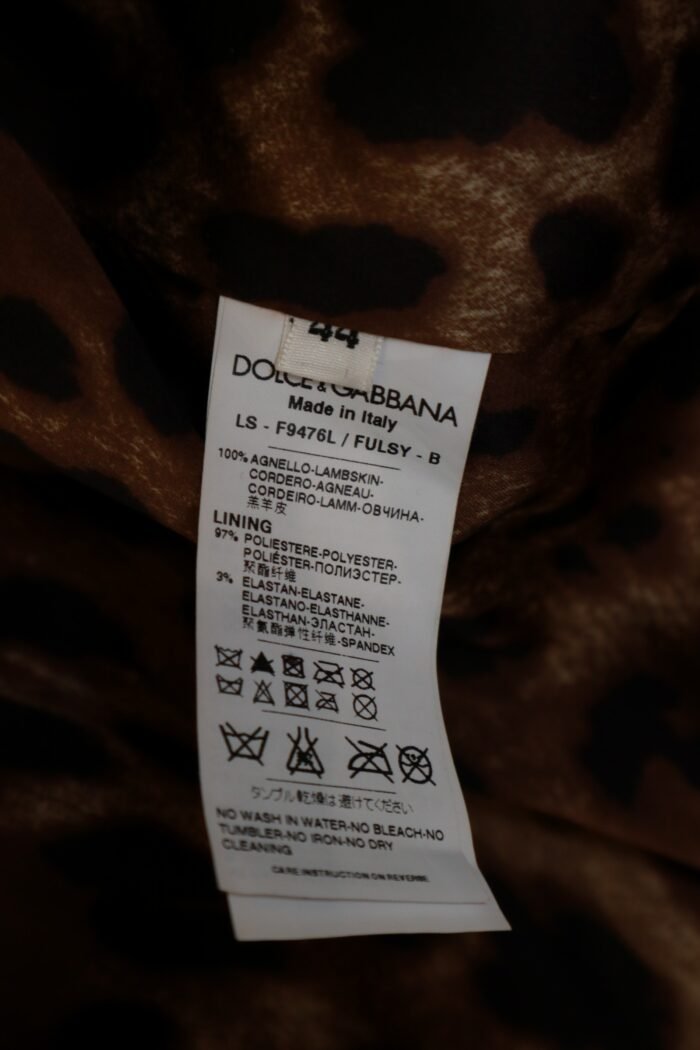 44
DOLCE & GABBANA
Made in Italy
LS - F9476L / FULSY - B
100% AGNELLO-LAMBSKIN-
CORDERO-AGNEAU-
CORDEIRO-LAMM-ОВЧИНА-
羔羊皮
LINING
97% POLIESTERE-POLYESTER-
POLIÉSTER-ПОЛИЭСТЕР-
聚酯纤维
3% ELASTAN-ELASTANE-
ELASTANO-ELASTHANNE-
ELASTHAN-ЭЛАСТАН-
聚氨酯弹性纤维-SPANDEX
タンブル乾燥は避けてください
NO WASH IN WATER-NO BLEACH-NO
TUMBLER-NO IRON-NO DRY
CLEANING
CARE INSTRUCTION ON REVERSE